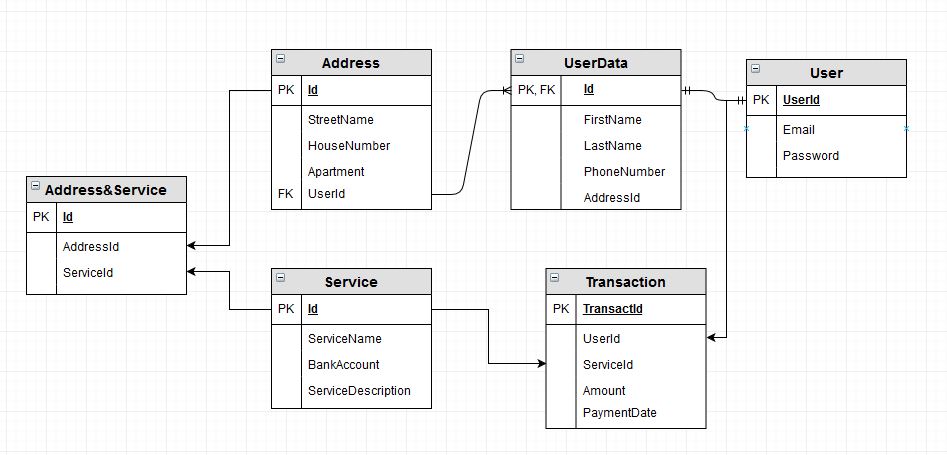 Address
PK Id
StreetName
HouseNumber
Apartment
FK UserId
UserData
PK, FK Id
FirstName
LastName
PhoneNumber
AddressId
User
PK UserId
Email
Password
Address&Service
PK Id
AddressId
ServiceId
Service
PK Id
ServiceName
BankAccount
ServiceDescription
Transaction
PK TransactId
UserId
ServiceId
Amount
PaymentDate